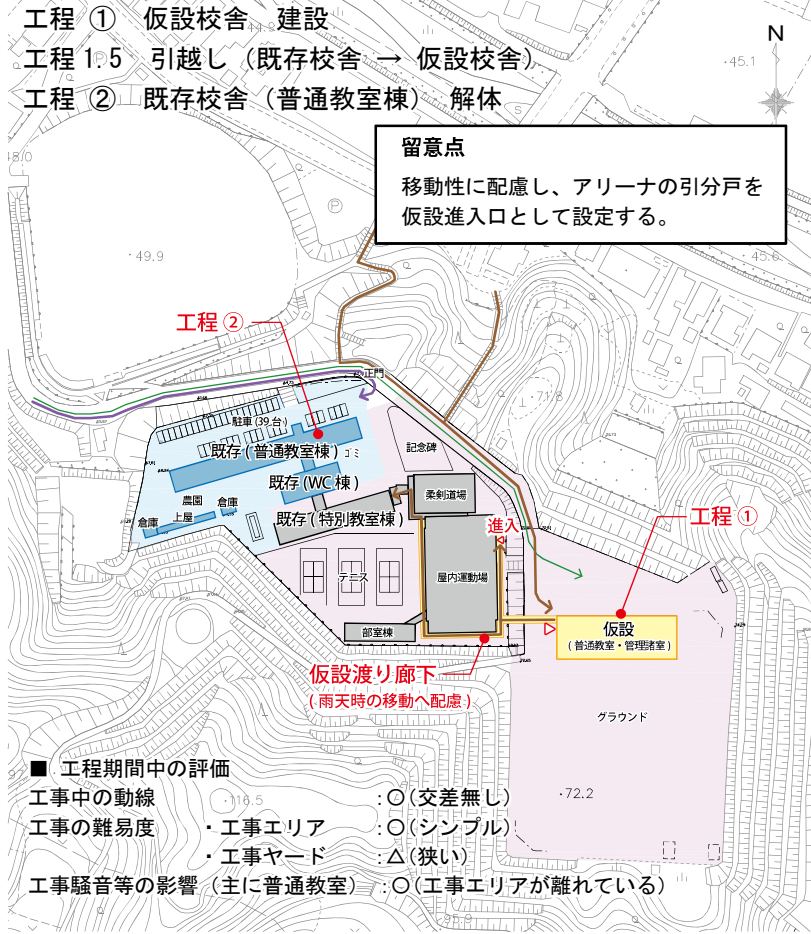 工程 ① 仮設校舎 建設
工程 1.5 引越し（既存校舎 → 仮設校舎）
工程 ② 既存校舎（普通教室棟） 解体
N
・45.1
留意点
移動性に配慮し、アリーナの引分戸を
仮設進入口として設定する。
・49.9
・45.6
工程 ②
正門
・71.8
駐車(39台)
既存(普通教室棟)
ゴミ
記念碑
既存(WC棟)
農園
倉庫
柔剣道場
倉庫
上屋
既存(特別教室棟)
進入
工程 ①
テニス
屋内運動場
部室棟
仮設
(普通教室・管理諸室)
仮設渡り廊下
(雨天時の移動へ配慮)
グラウンド
・72.2
■ 工程期間中の評価
工事中の動線 :○(交差無し)
・116.5
工事の難易度 ・工事エリア :○(シンプル)
・工事ヤード :△(狭い)
工事騒音等の影響（主に普通教室）:○(工事エリアが離れている)